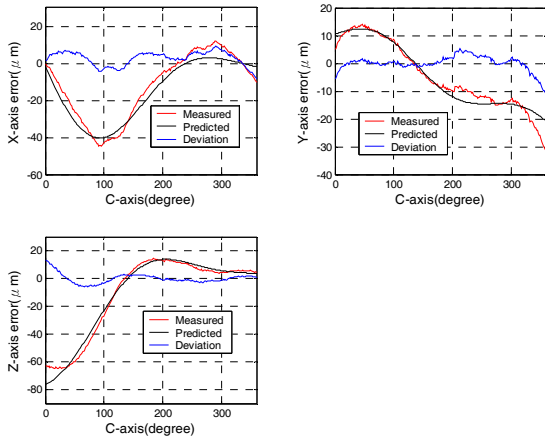 X-axis error(μm)
20
0
-20
-40
-60
0
100
200
300
C-axis(degree)
Measured
Predicted
Deviation
Y-axis error(μm)
20
10
0
-10
-20
-30
-40
0
100
200
300
C-axis(degree)
Measured
Predicted
Deviation
Z-axis error(μm)
20
0
-20
-40
-60
-80
0
100
200
300
C-axis(degree)
Measured
Predicted
Deviation